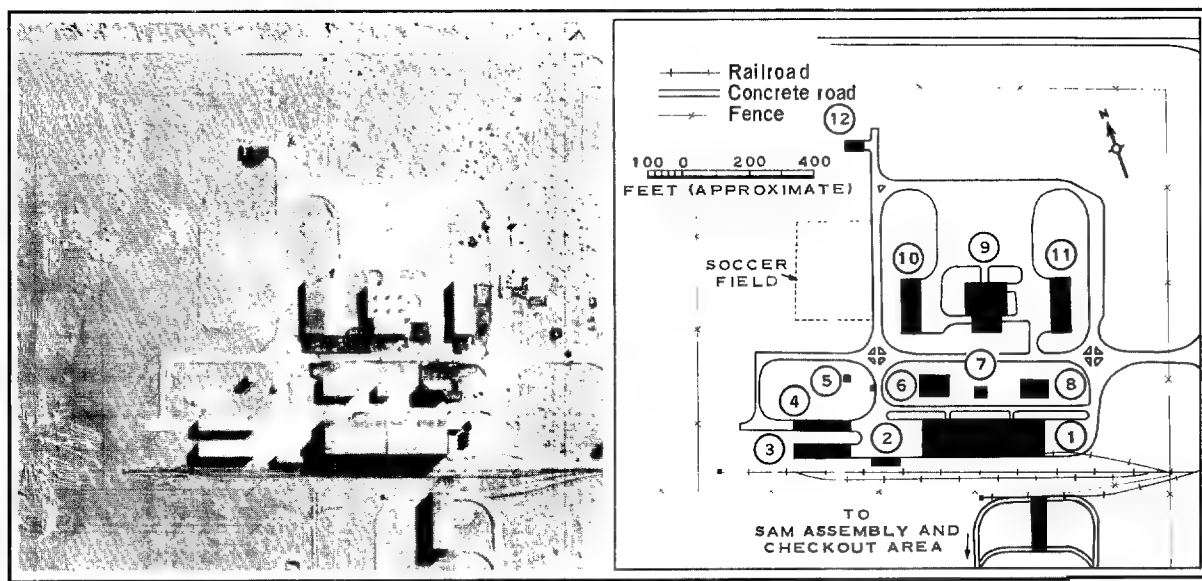 Railroad
Concrete road
Fence
12
N
100 0 200 400
FEET (APPROXIMATE)
SOCCER
FIELD
10
9
11
7
5
6
8
4
3
2
1
TO
SAM ASSEMBLY AND
CHECKOUT AREA